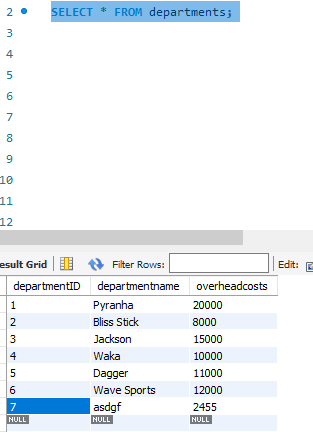 2 SELECT * FROM departments;
3
4
5
6
7
8
9
10
11
12
esult Grid Filter Rows: Edit:
departmentID departmentname overheadcosts
1 Pyranha 20000
2 Bliss Stick 8000
3 Jackson 15000
4 Waka 10000
5 Dagger 11000
6 Wave Sports 12000
7 asdgf 2455
NULL NULL NULL